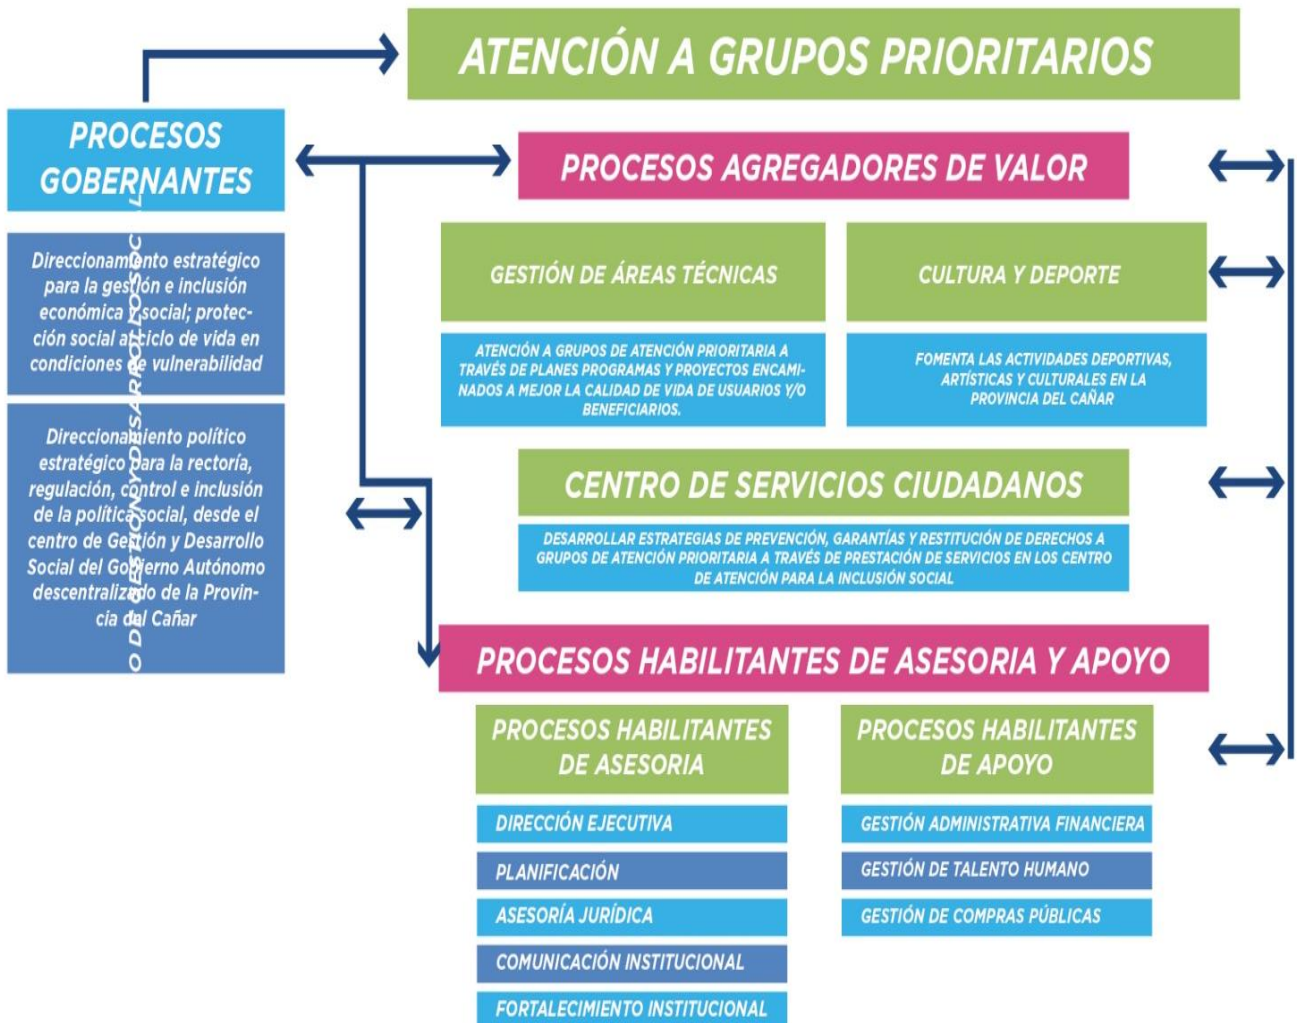 ATENCIÓN A GRUPOS PRIORITARIOS
PROCESOS
GOBERNANTES
Direccionamiento estratégico
para la gestión e inclusión
económica y social; protec-
ción social al ciclo de vida en
condiciones de vulnerabilidad
Direccionamiento político
estratégico para la rectoría,
regulación, control e inclusión
de la política social, desde el
centro de Gestión y Desarrollo
Social del Gobierno Autónomo
descentralizado de la Provin-
cia del Cañar
O DE GESTION Y DESARROLLO SOC L
PROCESOS AGREGADORES DE VALOR
GESTIÓN DE ÁREAS TÉCNICAS
ATENCIÓN A GRUPOS DE ATENCIÓN PRIORITARIA A
TRAVÉS DE PLANES PROGRAMAS Y PROYECTOS ENCAMI-
NADOS A MEJOR LA CALIDAD DE VIDA DE USUARIOS Y/O
BENEFICIARIOS.
CULTURA Y DEPORTE
FOMENTA LAS ACTIVIDADES DEPORTIVAS,
ARTÍSTICAS Y CULTURALES EN LA
PROVINCIA DEL CAÑAR
CENTRO DE SERVICIOS CIUDADANOS
DESARROLLAR ESTRATEGIAS DE PREVENCIÓN, GARANTÍAS Y RESTITUCIÓN DE DERECHOS A
GRUPOS DE ATENCIÓN PRIORITARIA A TRAVÉS DE PRESTACIÓN DE SERVICIOS EN LOS CENTRO
DE ATENCIÓN PARA LA INCLUSIÓN SOCIAL
PROCESOS HABILITANTES DE ASESORIA Y APOYO
PROCESOS HABILITANTES
DE ASESORIA
DIRECCIÓN EJECUTIVA
PLANIFICACIÓN
ASESORÍA JURÍDICA
COMUNICACIÓN INSTITUCIONAL
FORTALECIMIENTO INSTITUCIONAL
PROCESOS HABILITANTES
DE APOYO
GESTIÓN ADMINISTRATIVA FINANCIERA
GESTIÓN DE TALENTO HUMANO
GESTIÓN DE COMPRAS PÚBLICAS